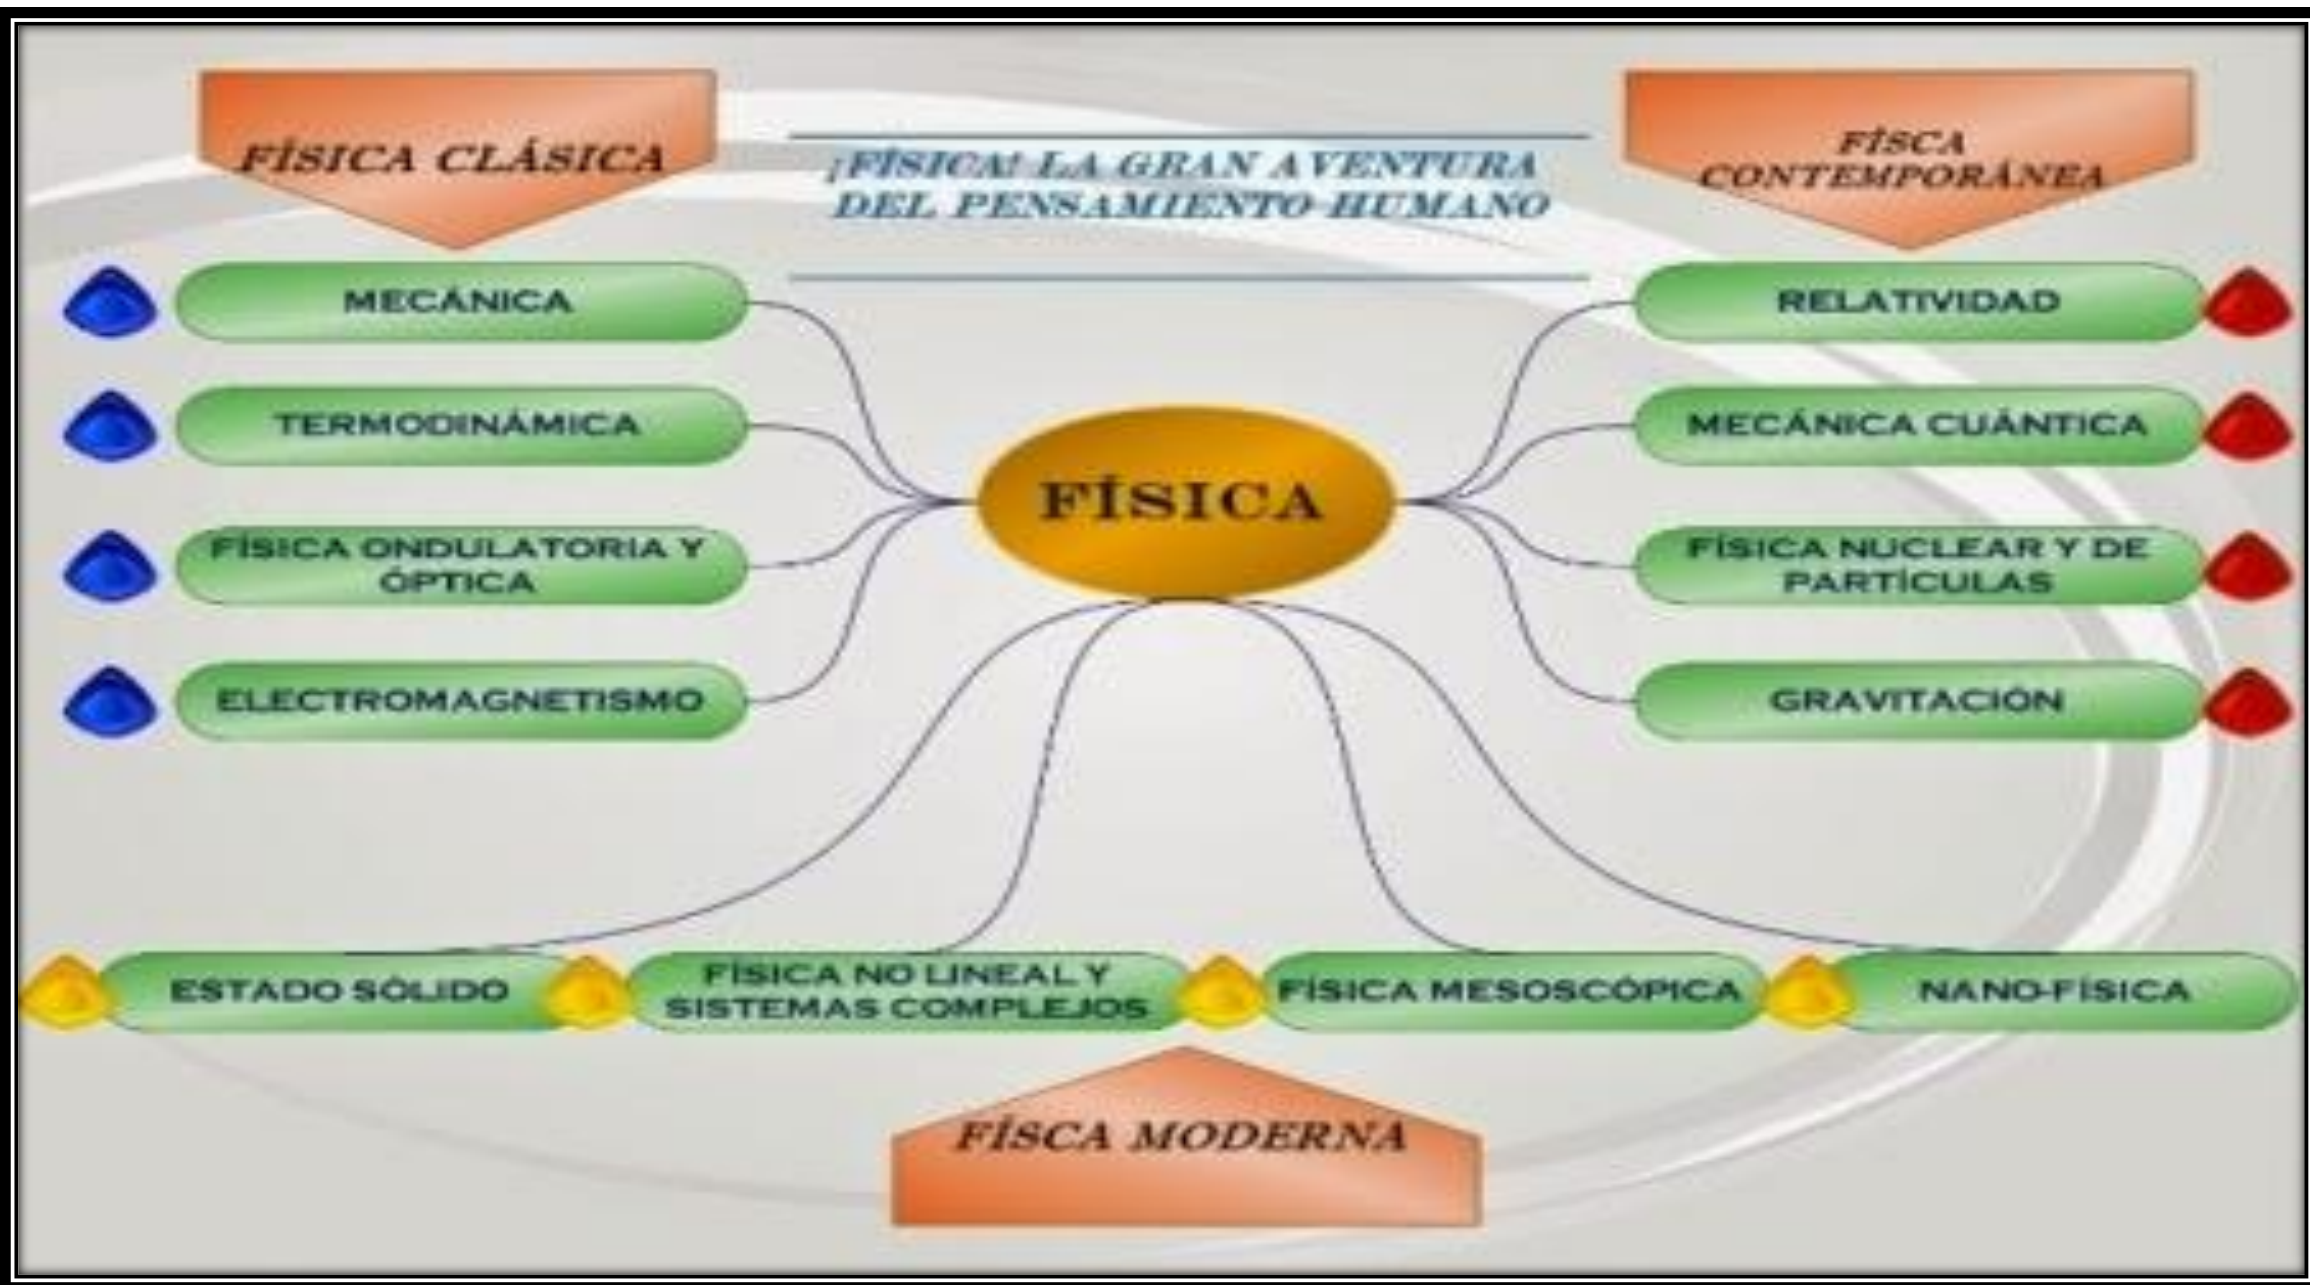 FÍSICA CLÁSICA
¡FÍSICA! LA GRAN AVENTURA
DEL PENSAMIENTO HUMANO
FÍSCA
CONTEMPORÁNEA
MECÁNICA
TERMODINÁMICA
FÍSICA ONDULATORIA Y
ÓPTICA
ELECTROMAGNETISMO
FÍSICA
RELATIVIDAD
MECÁNICA CUÁNTICA
FÍSICA NUCLEAR Y DE
PARTÍCULAS
GRAVITACIÓN
ESTADO SÓLIDO
FÍSICA NO LINEAL Y
SISTEMAS COMPLEJOS
FÍSICA MESOSCÓPICA
NANO-FÍSICA
FÍSCA MODERNA